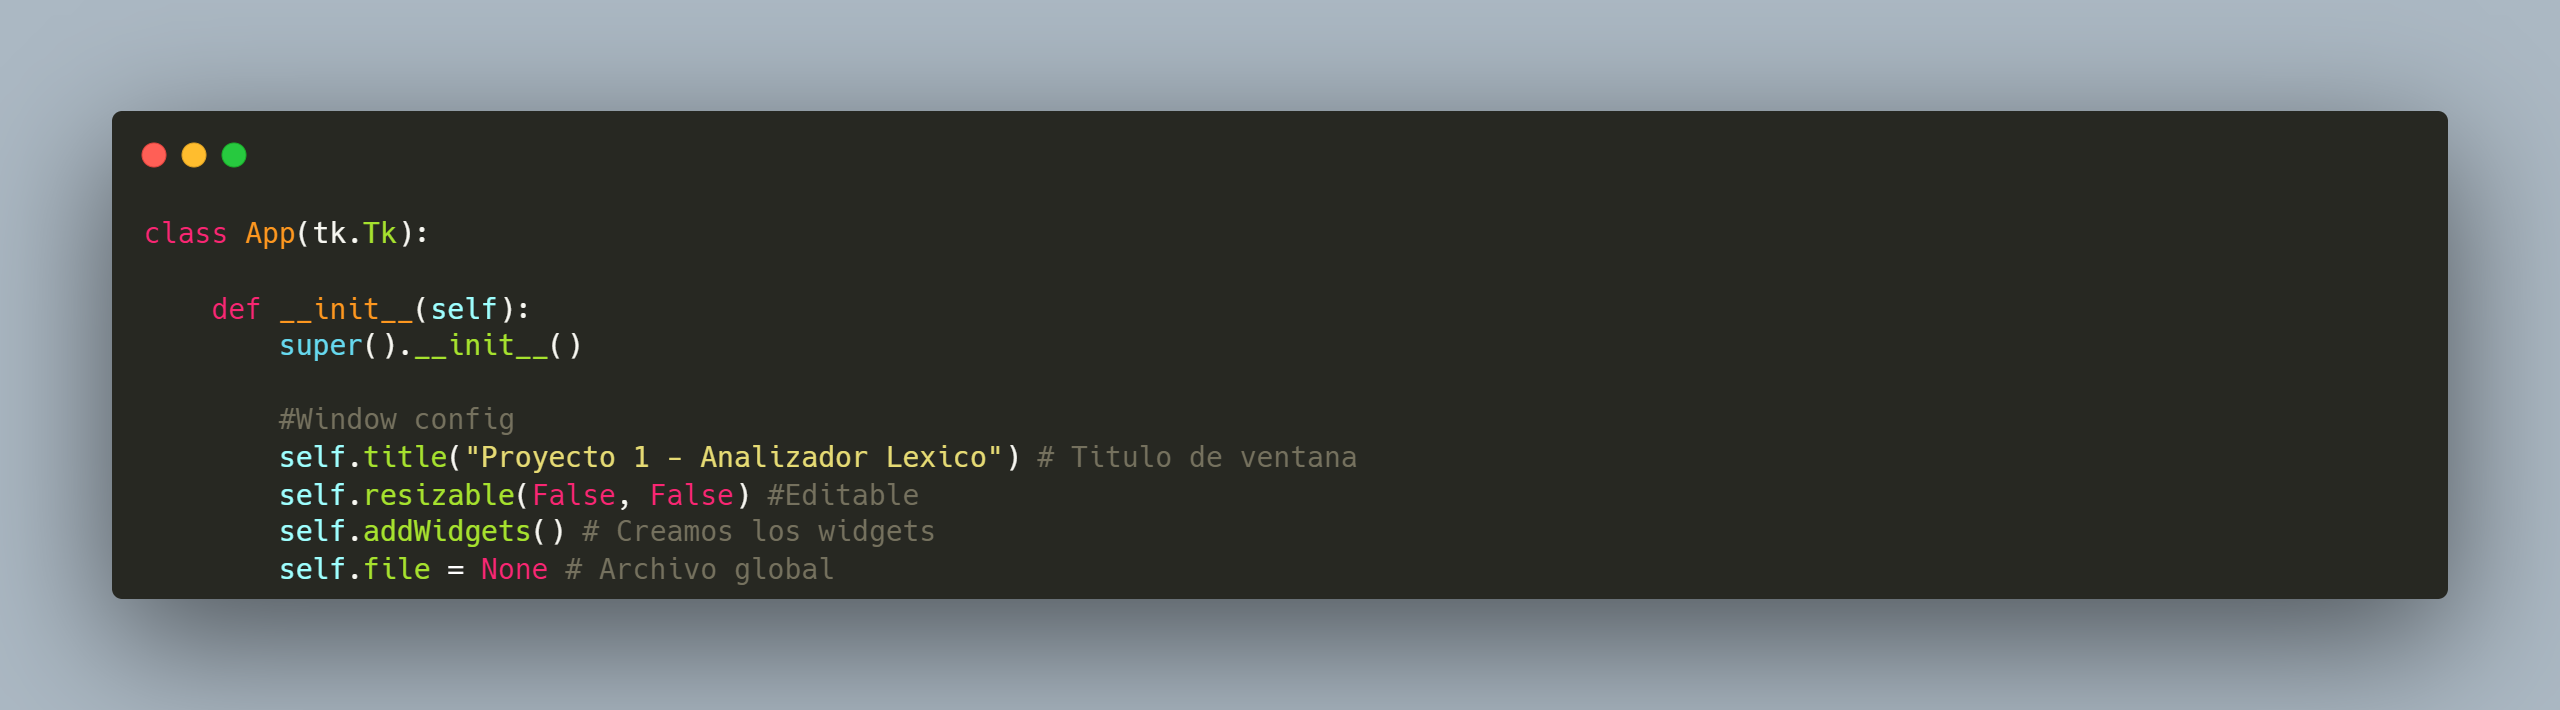 class App(tk.Tk):
    def __init__(self):
        super().__init__()
        #Window config
        self.title("Proyecto 1 - Analizador Lexico") # Titulo de ventana
        self.resizable(False, False) #Editable
        self.addWidgets() # Creamos los widgets
        self.file = None # Archivo global